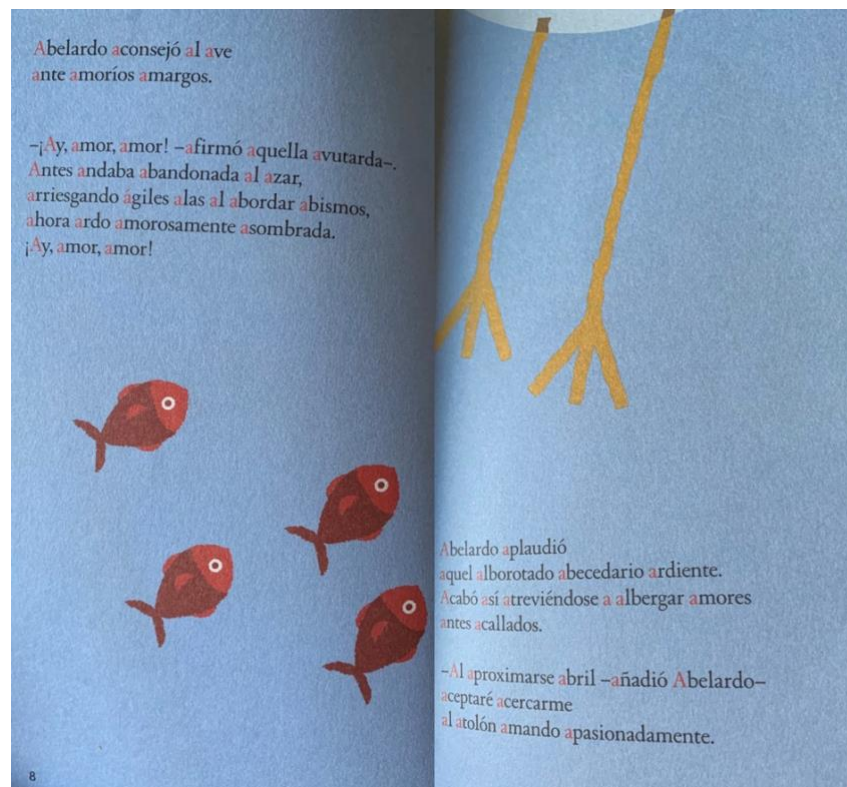 Abelardo aconsejó al ave
ante amoríos amargos.
–¡Ay, amor, amor! –afirmó aquella avutarda–.
Antes andaba abandonada al azar,
arriesgando ágiles alas al abordar abismos,
ahora ardo amorosamente asombrada.
¡Ay, amor, amor!
8
Abelardo aplaudió
aquel alborotado abecedario ardiente.
Acabó así atreviéndose a albergar amores
antes acallados.
–Al aproximarse abril –añadió Abelardo–
aceptaré acercarme
al atolón amando apasionadamente.